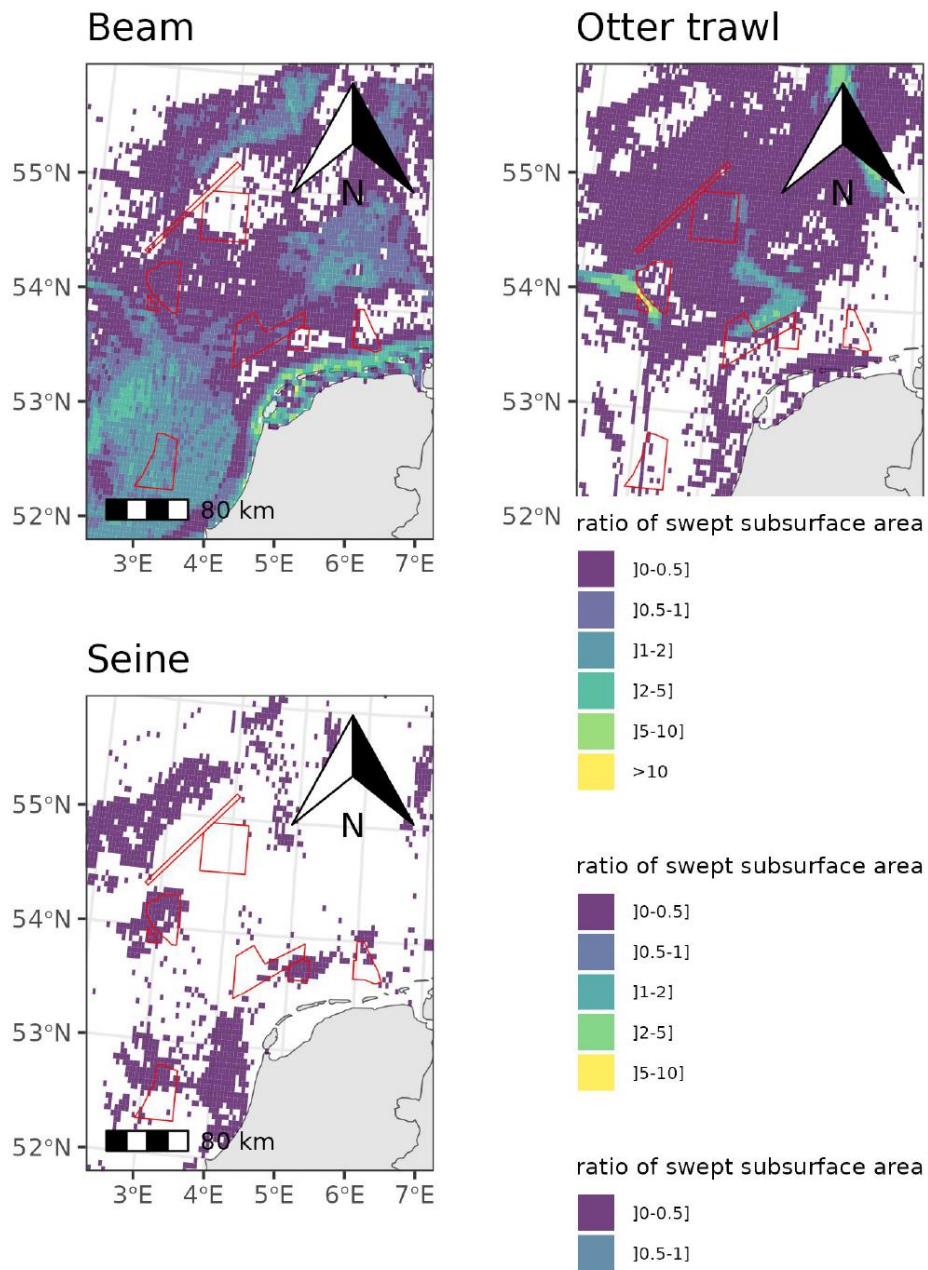 Beam
Otter trawl
N
55°N
54°N
53°N
52°N
80 km
3°E 4°E 5°E 6°E 7°E
N
55°N
54°N
53°N
52°N
ratio of swept subsurface area
]0-0.5]
]0.5-1]
]1-2]
]2-5]
]5-10]
>10
Seine
N
55°N
54°N
53°N
52°N
80 km
3°E 4°E 5°E 6°E 7°E
ratio of swept subsurface area
]0-0.5]
]0.5-1]
]1-2]
]2-5]
]5-10]
ratio of swept subsurface area
]0-0.5]
]0.5-1]